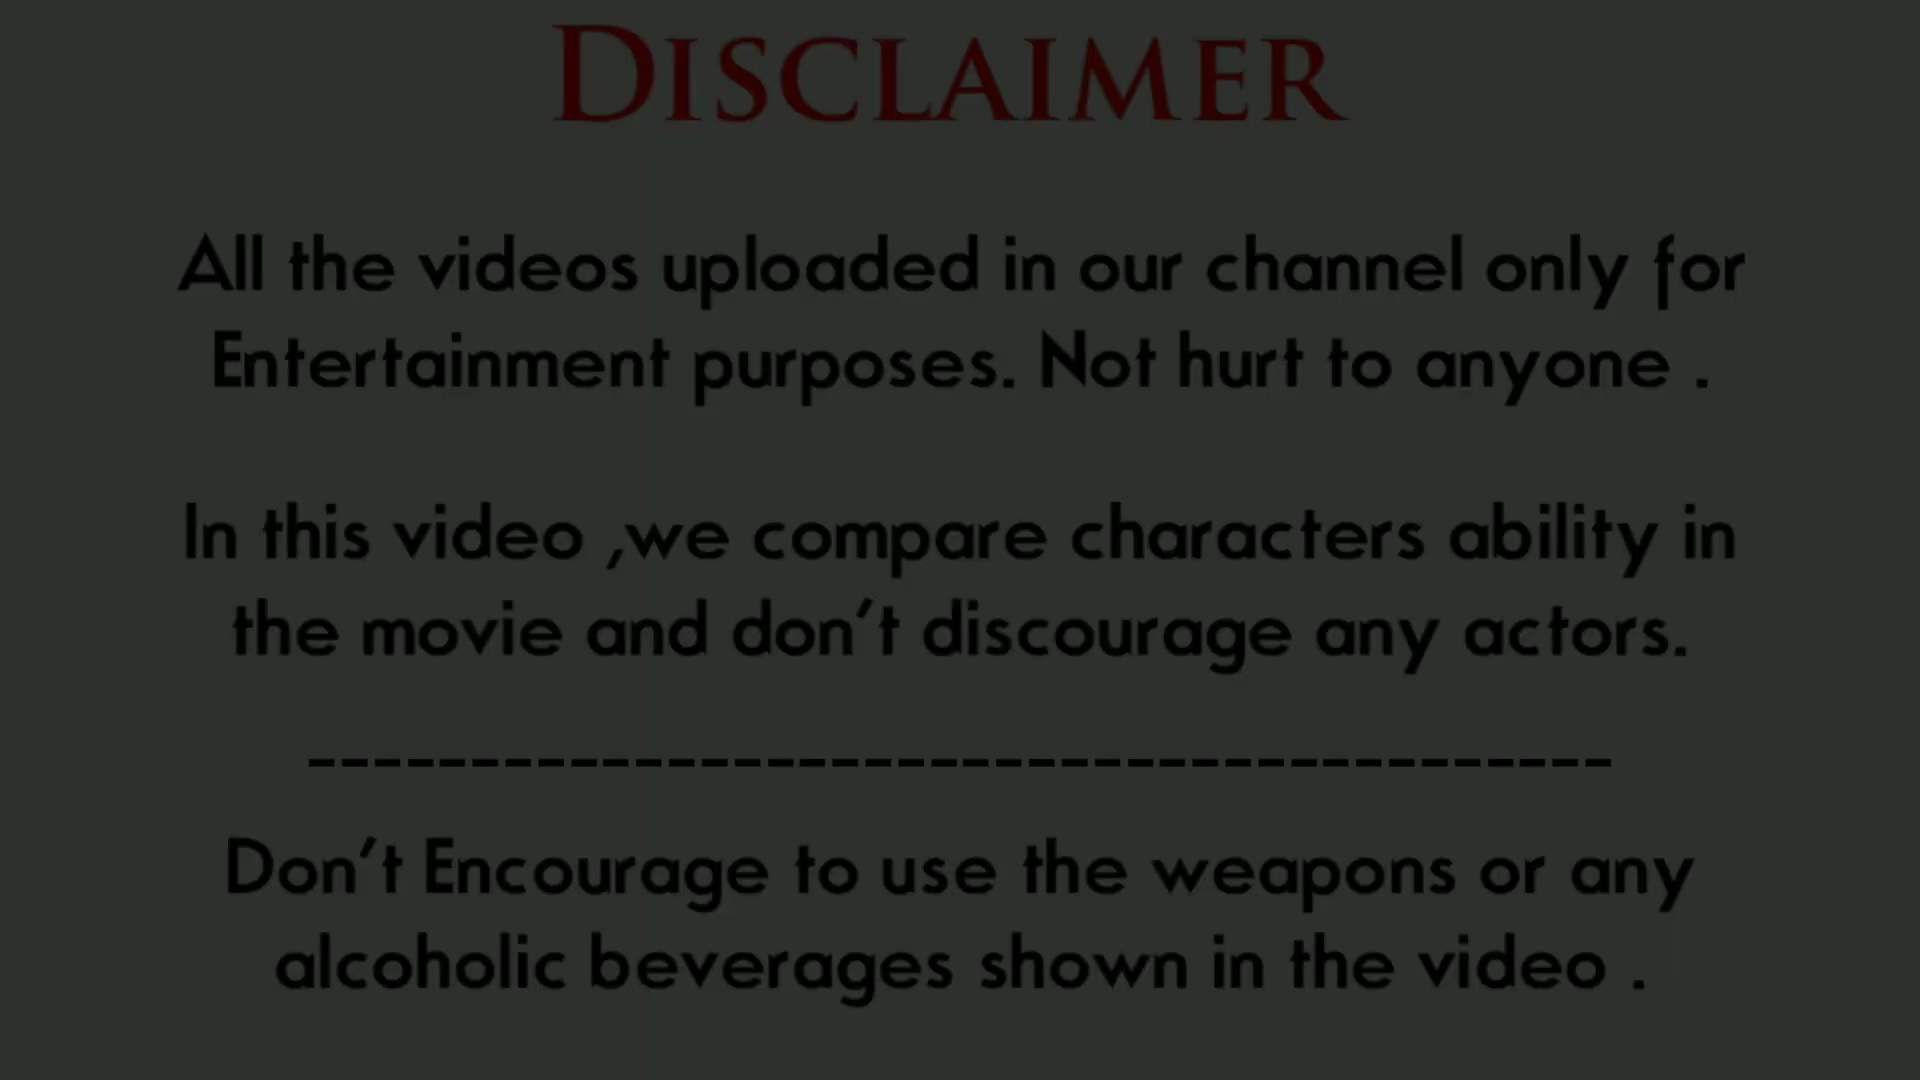 DISCLAIMER
All the videos uploaded in our channel only for
Entertainment purposes. Not hurt to anyone .
In this video ,we compare characters ability in
the movie and don't discourage any actors.
----------------------------------------
Don't Encourage to use the weapons or any
alcoholic beverages shown in the video .